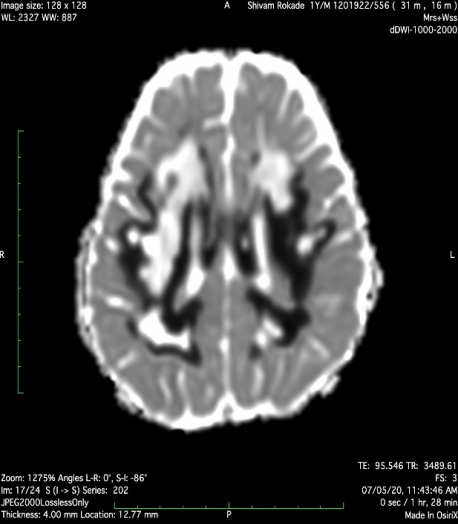 Image size: 128 x 128
WL: 2327 WW: 887
A
Shivam Rokade 1Y/M 1201922/556 ( 31 m , 16 m )
Mrs+Wss
dDWI-1000-2000
R
L
Zoom: 1275% Angles L-R: 0°, S-I: -86°
Im: 17/24 S (I -> S) Series: 202
JPEG2000LosslessOnly
Thickness: 4.00 mm Location: 12.77 mm
P
TE: 95.546 TR: 3489.61
FS: 3
07/05/20, 11:43:46 AM
0 sec / 1 hr, 28 min
Made In OsiriX